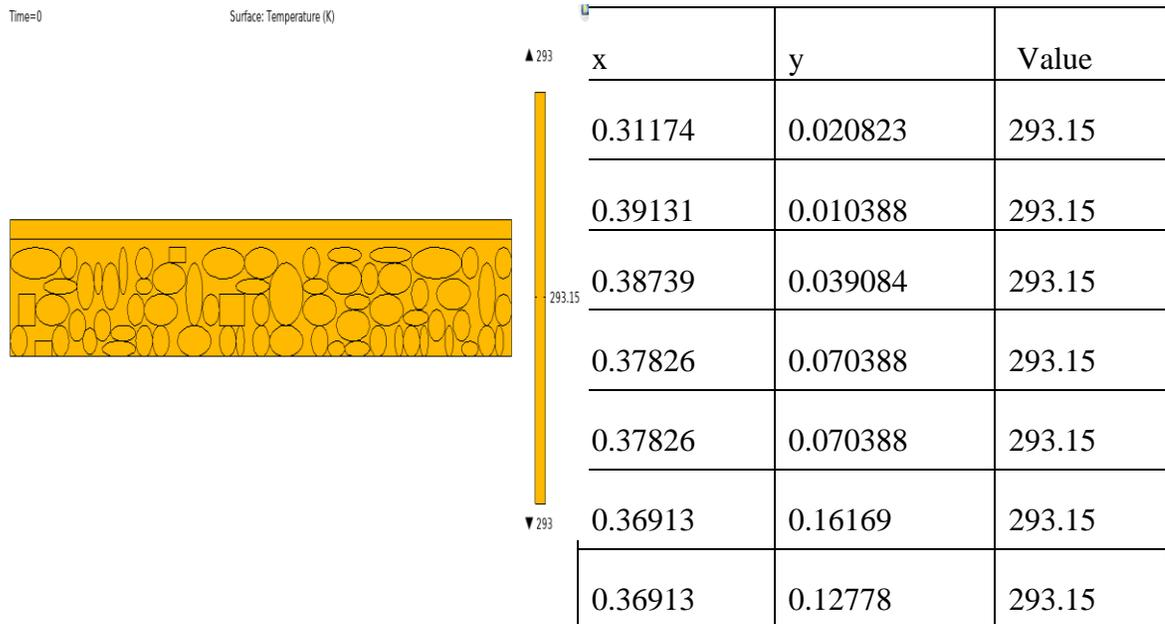 Time=0 Surface: Temperature (K)
▲ 293
293.15
▼ 293
x y Value
0.31174 0.020823 293.15
0.39131 0.010388 293.15
0.38739 0.039084 293.15
0.37826 0.070388 293.15
0.37826 0.070388 293.15
0.36913 0.16169 293.15
0.36913 0.12778 293.15